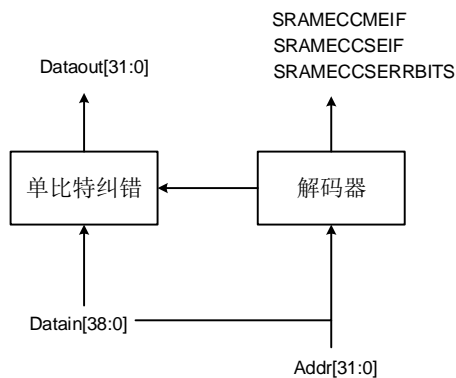 SRAMECCMEIF
SRAMECCSEIF
SRAMECCSERRBITS
Dataout[31:0]
单比特纠错
解码器
Datain[38:0]
Addr[31:0]